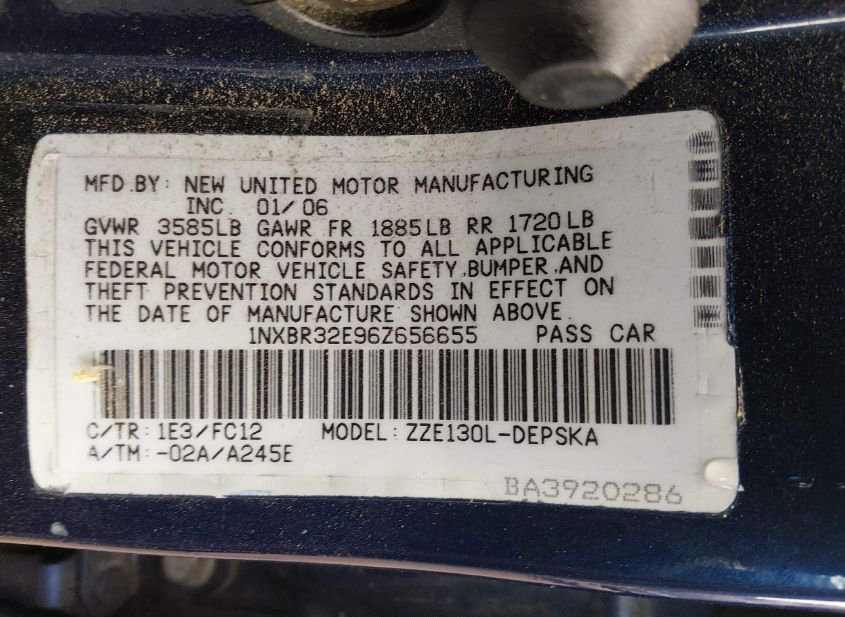 MFD.BY: NEW UNITED MOTOR MANUFACTURING
INC. 01/06
GVWR 3585LB GAWR FR 1885LB RR 1720LB
THIS VEHICLE CONFORMS TO ALL APPLICABLE
FEDERAL MOTOR VEHICLE SAFETY,BUMPER,AND
THEFT PREVENTION STANDARDS IN EFFECT ON
THE DATE OF MANUFACTURE SHOWN ABOVE.
1NXBR32E96Z656655 PASS CAR
C/TR: 1E3/FC12 MODEL: ZZE130L-DEPSKA
A/TM:-02A/A245E
BA3920286